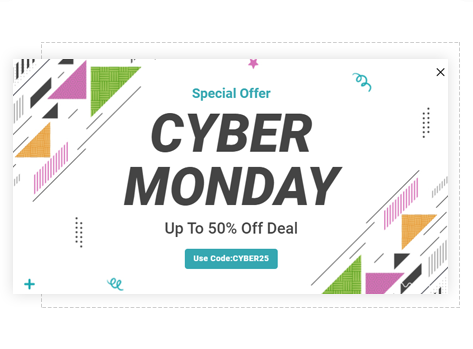 Special Offer
CYBER
MONDAY
Up To 50% Off Deal
Use Code:CYBER25